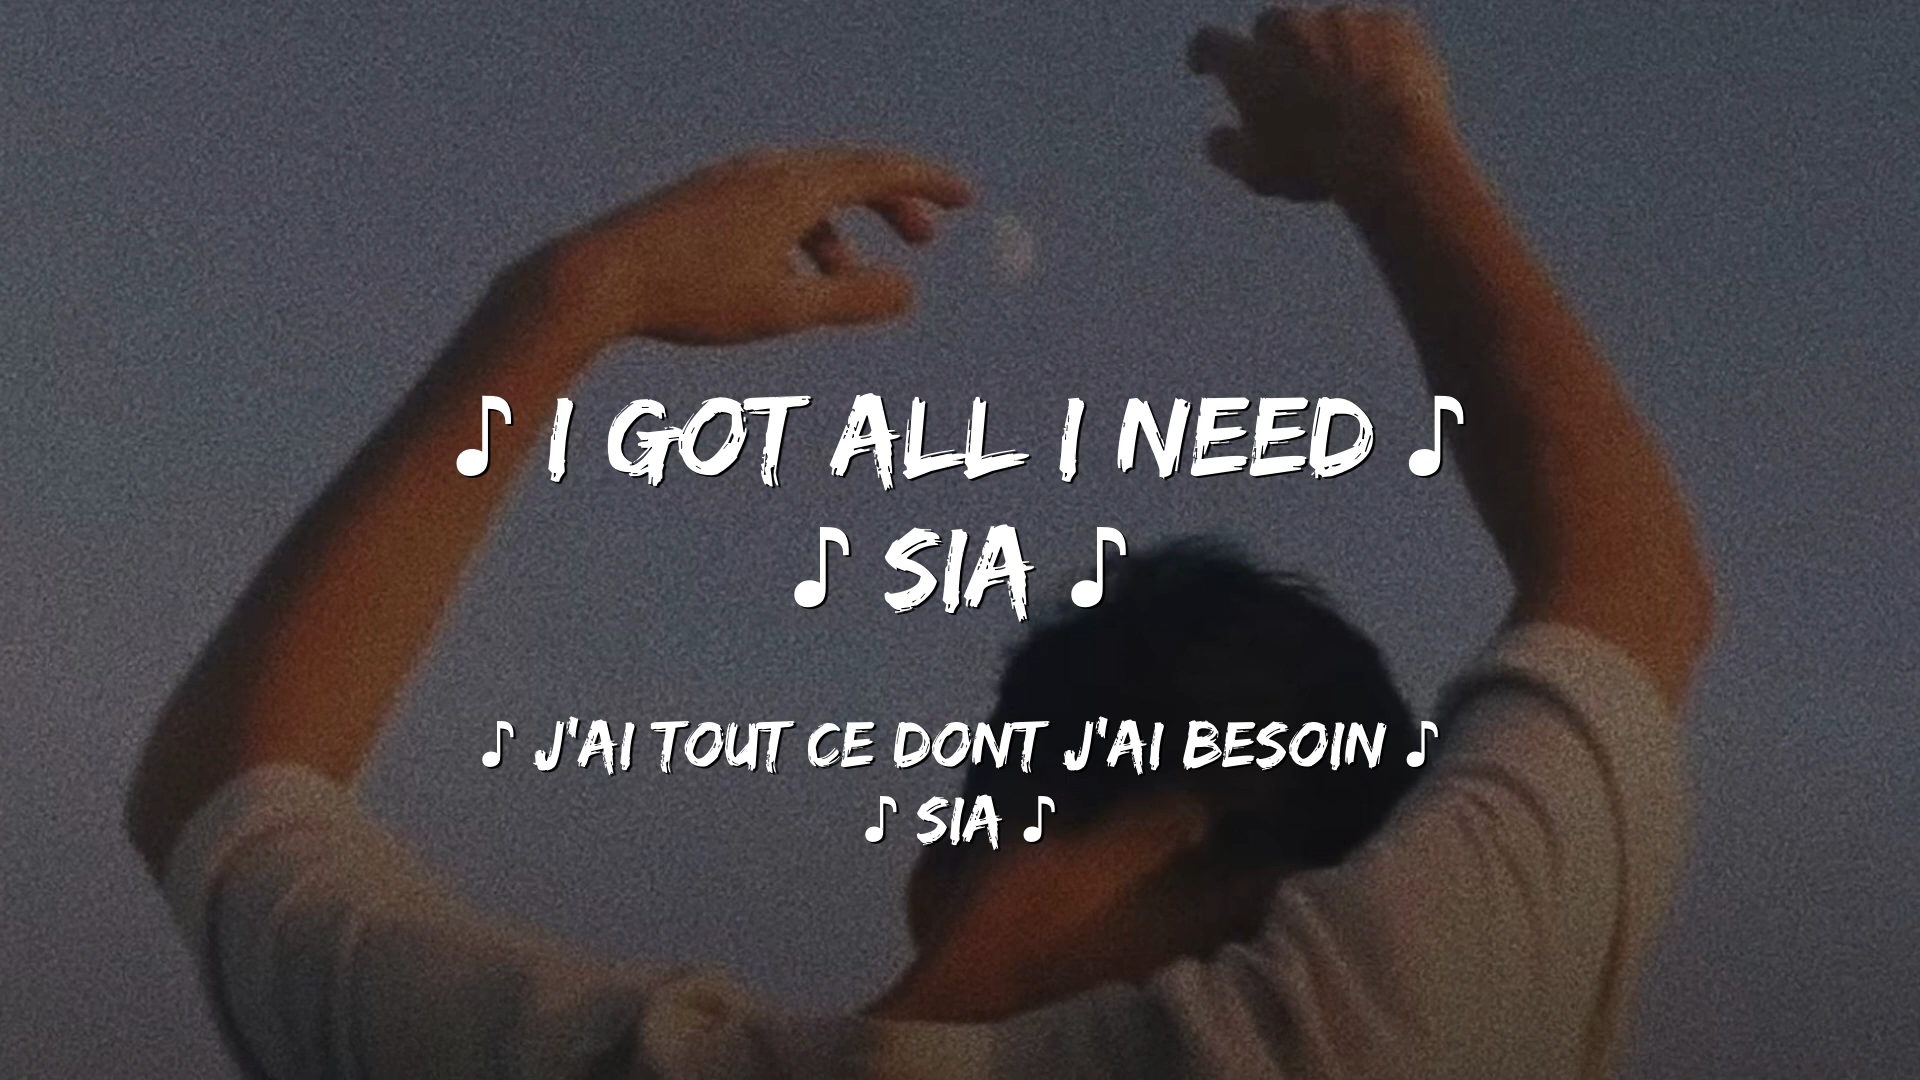 ♪ I GOT ALL I NEED ♪
♪ SIA ♪
♪ J'AI TOUT CE DONT J'AI BESOIN ♪
♪ SIA ♪